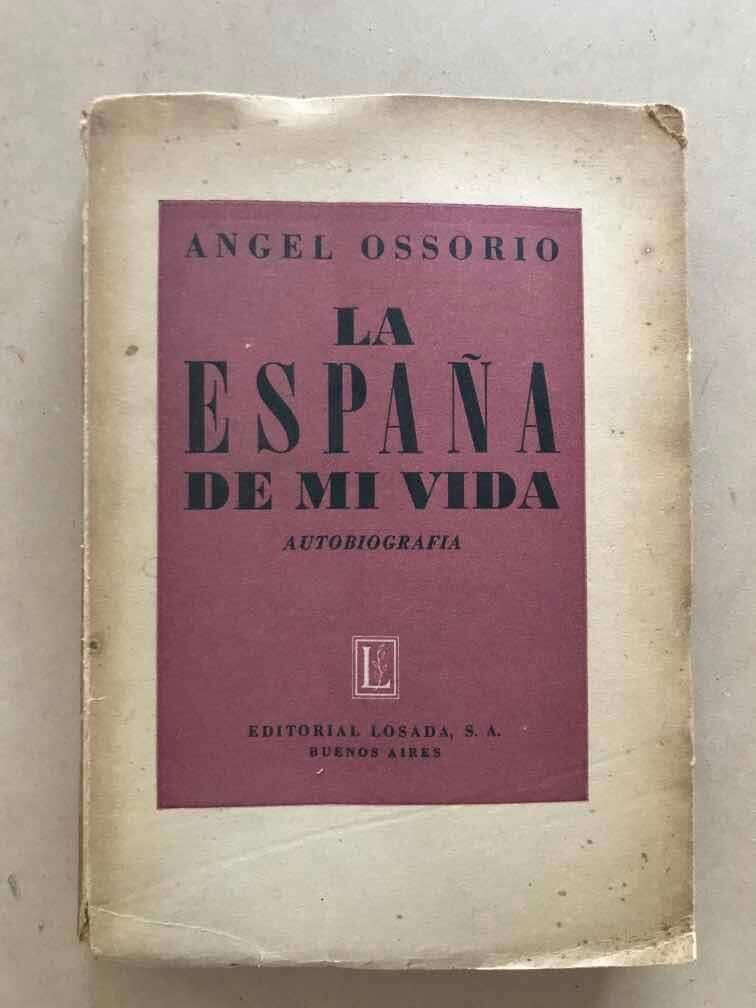 ANGEL OSSORIO
LA
ESPAÑA
DE MI VIDA
AUTOBIOGRAFIA
L
EDITORIAL LOSADA, S. A.
BUENOS AIRES